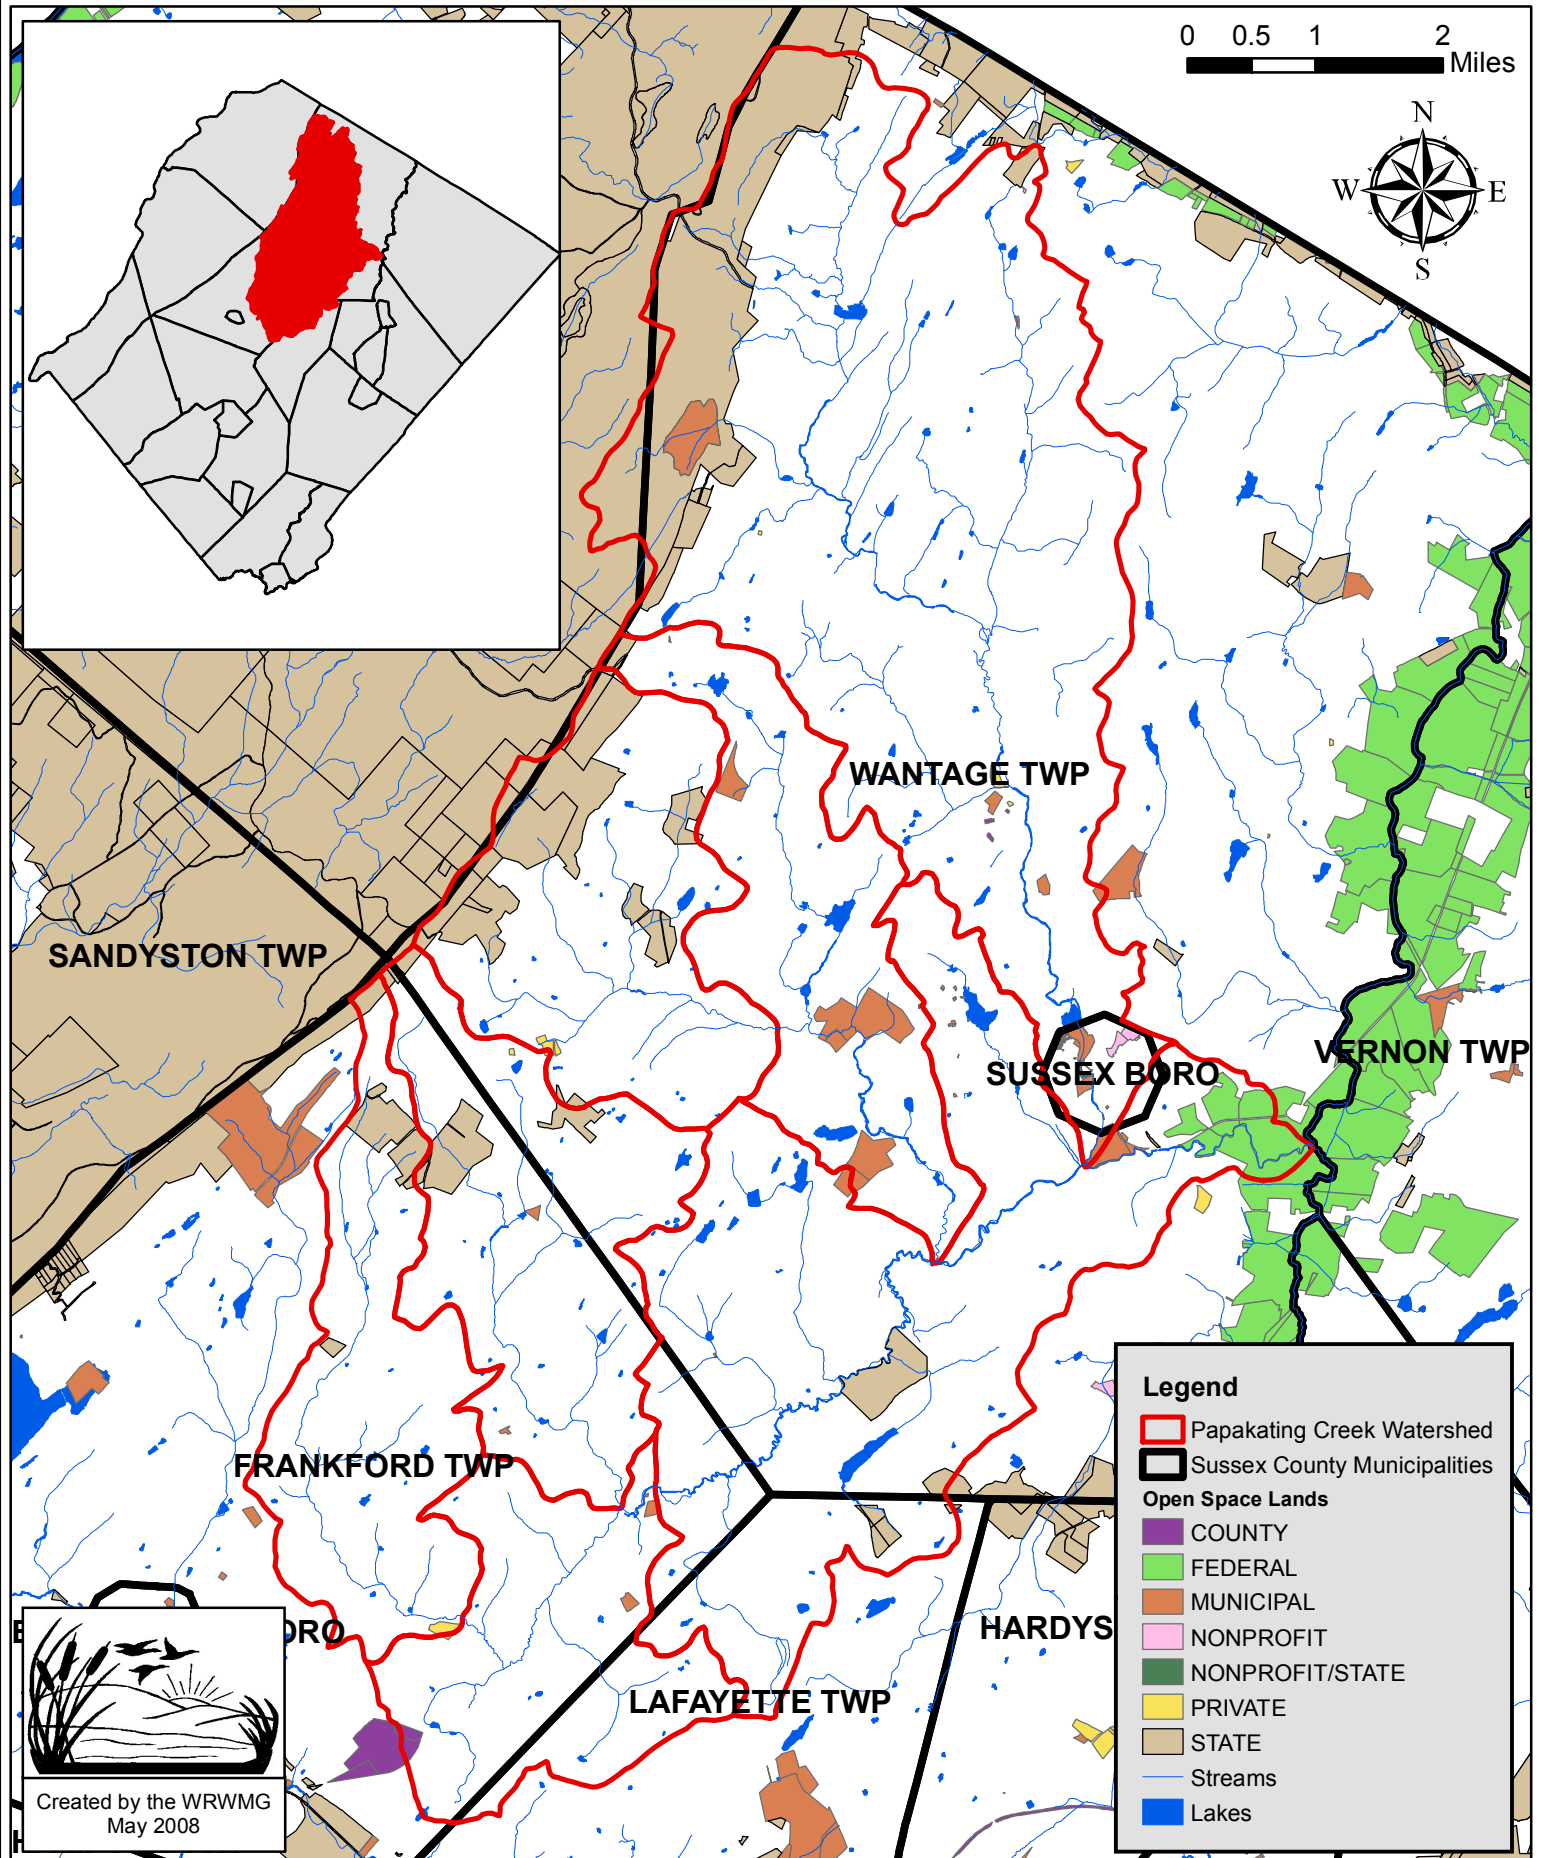 0 0.5 1 2
Miles
N
W E
S
WANTAGE TWP
SANDYSTON TWP
SUSSEX BORO
VERNON TWP
FRANKFORD TWP
ORO
HARDYS
LAFAYETTE TWP
Legend
Papakating Creek Watershed
Sussex County Municipalities
Open Space Lands
COUNTY
FEDERAL
MUNICIPAL
NONPROFIT
NONPROFIT/STATE
PRIVATE
STATE
Streams
Lakes
Created by the WRWMG
May 2008